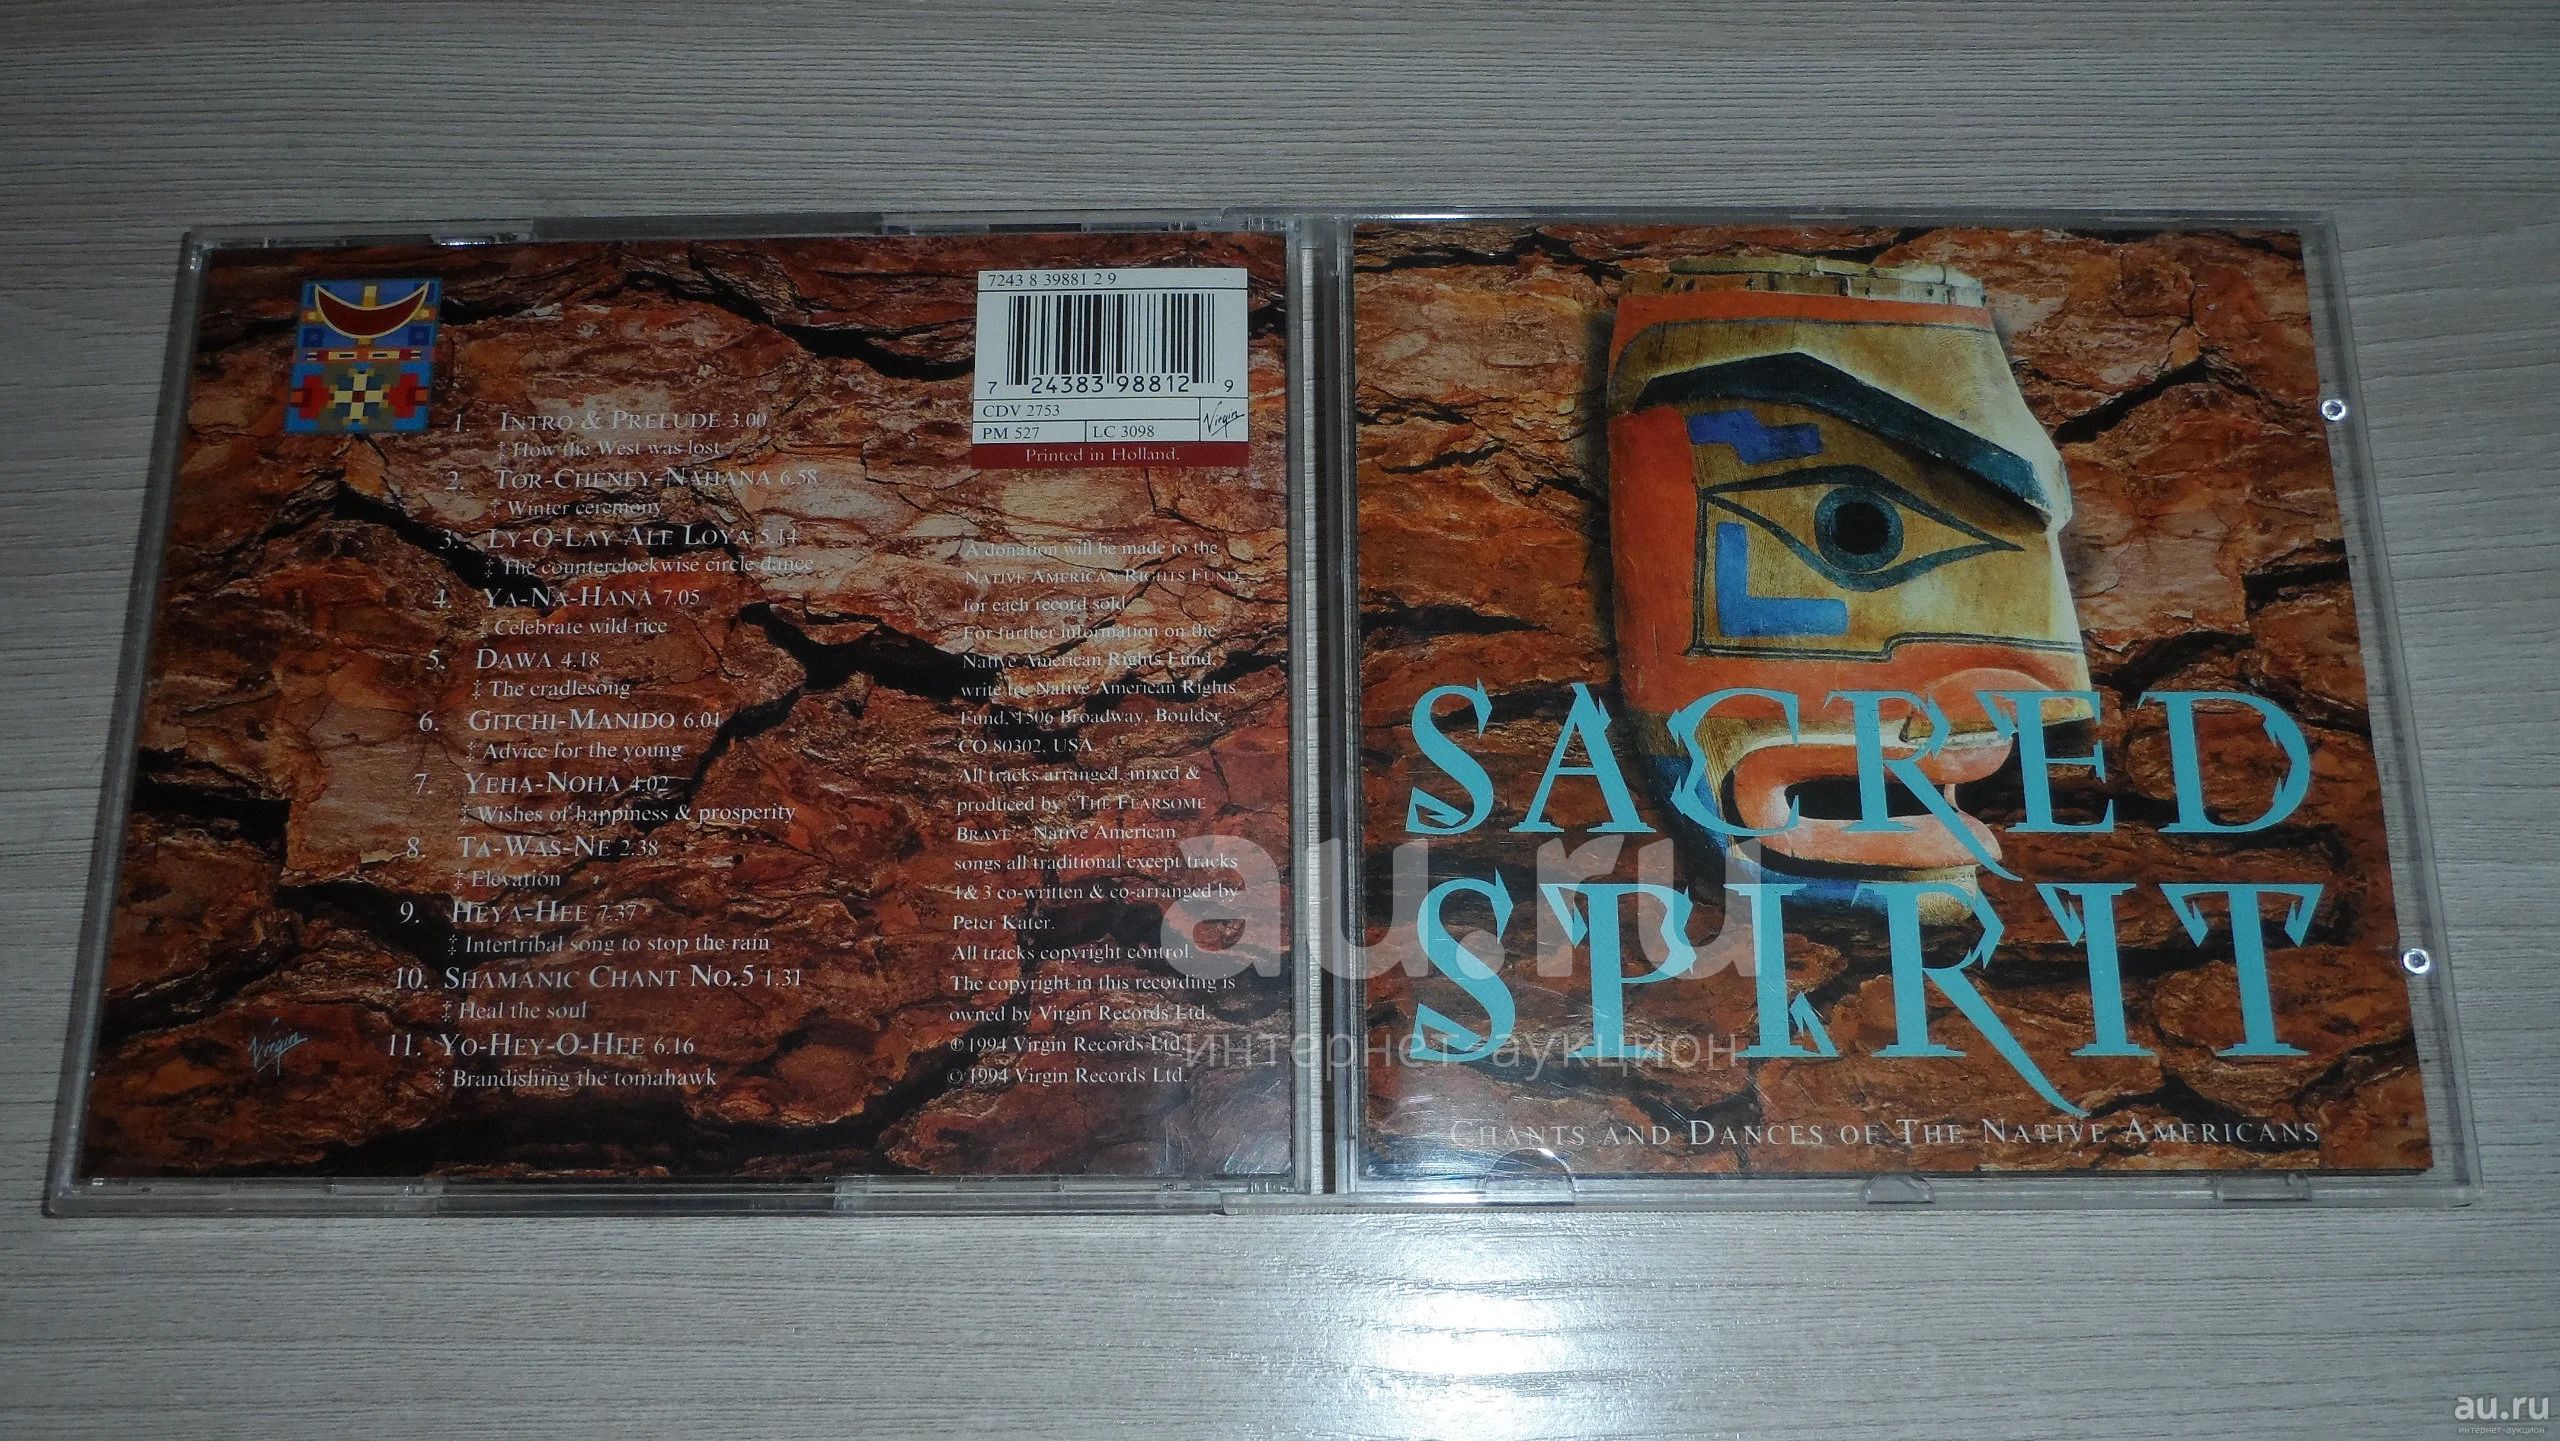 7243 8 39881 2 9
7 24383 98812 9
CDV 2753
PM 527 LC 3098
Virgin
Printed in Holland.
1. INTRO & PRELUDE 3.00
‡ How the West was lost
2. TOR-CHENEY-NAHANA 6.58
‡ Winter ceremony
3. LY-O-LAY ALE LOYA 5.14
‡ The counterclockwise circle dance
4. YA-NA-HANA 7.05
‡ Celebrate wild rice
5. DAWA 4.18
‡ The cradlesong
6. GITCHI-MANIDO 6.01
‡ Advice for the young
7. YEHA-NOHA 4.02
‡ Wishes of happiness & prosperity
8. TA-WAS-NE 2.38
‡ Elevation
9. HEYA-HEE 7.37
‡ Intertribal song to stop the rain
10. SHAMANIC CHANT NO.5 1.31
‡ Heal the soul
11. YO-HEY-O-HEE 6.16
‡ Brandishing the tomahawk
Virgin
A donation will be made to the
NATIVE AMERICAN RIGHTS FUND
for each record sold.
For further information on the
Native American Rights Fund,
write to: Native American Rights
Fund, 1506 Broadway, Boulder,
CO 80302, USA.
All tracks arranged, mixed &
produced by "THE FEARSOME
BRAVE". Native American
songs all traditional except tracks
1 & 3 co-written & co-arranged by
Peter Kater.
All tracks copyright control.
The copyright in this recording is
owned by Virgin Records Ltd.
℗ 1994 Virgin Records Ltd.
© 1994 Virgin Records Ltd.
SACRED
SPIRIT
CHANTS AND DANCES OF THE NATIVE AMERICANS
au.ru
интернет-аукцион
au.ru
интернет-аукцион